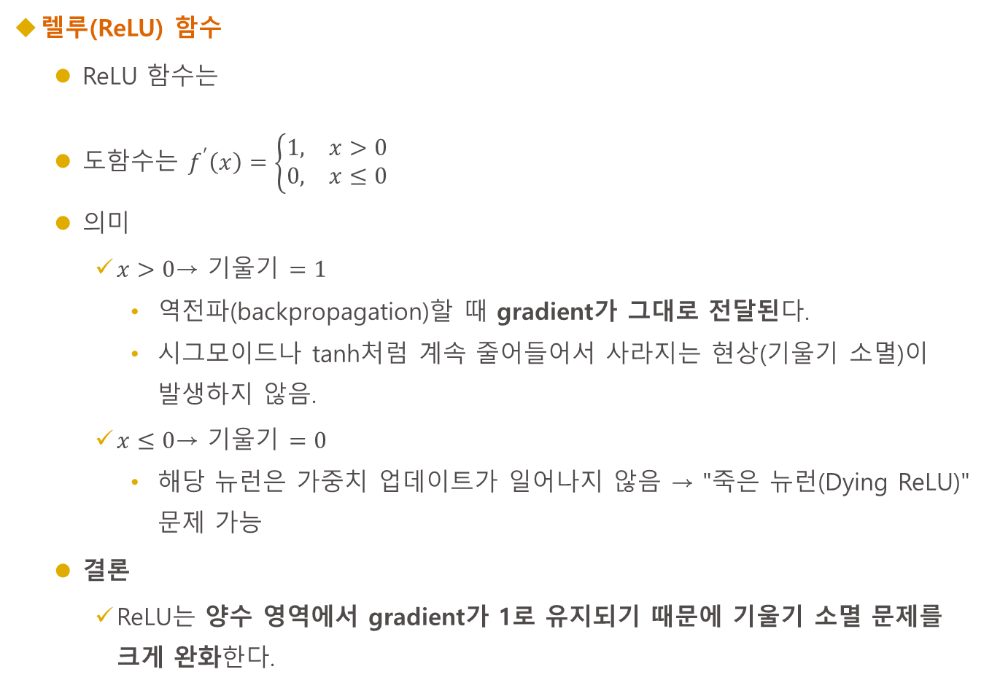 렐루(ReLU) 함수
ReLU 함수는
도함수는 f′(x) = {1, x > 0
0, x ≤ 0
의미
x > 0→ 기울기 = 1
역전파(backpropagation)할 때 gradient가 그대로 전달된다.
시그모이드나 tanh처럼 계속 줄어들어서 사라지는 현상(기울기 소멸)이
발생하지 않음.
x ≤ 0→ 기울기 = 0
해당 뉴런은 가중치 업데이트가 일어나지 않음 → "죽은 뉴런(Dying ReLU)"
문제 가능
결론
ReLU는 양수 영역에서 gradient가 1로 유지되기 때문에 기울기 소멸 문제를
크게 완화한다.